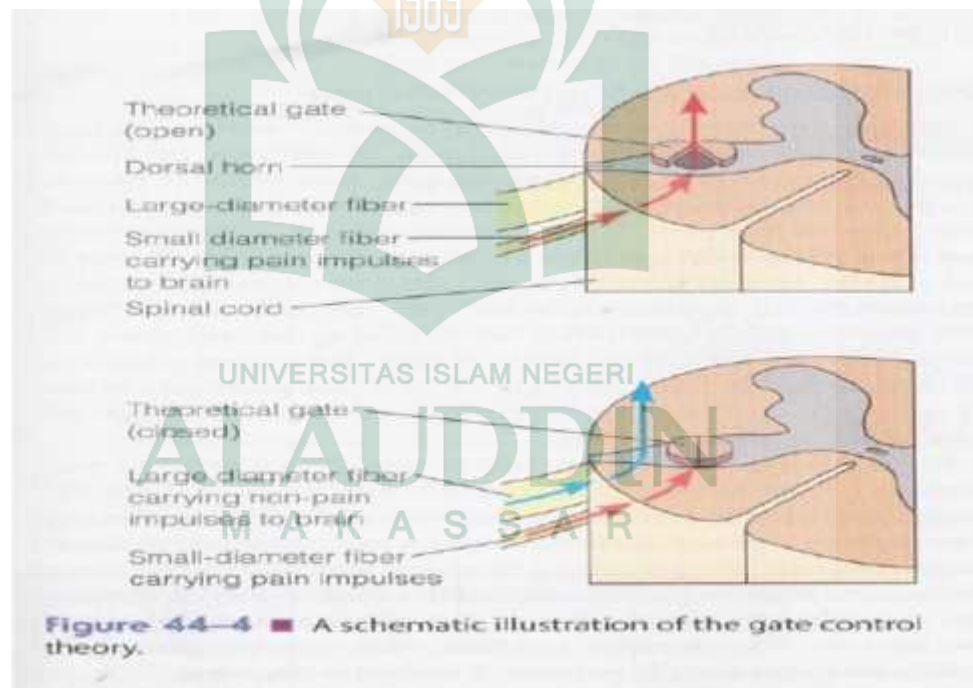 1965
Theoretical gate
(open)
Dorsal horn
Large-diameter fiber
Small diameter fiber
carrying pain impulses
to brain
Spinal cord
UNIVERSITAS ISLAM NEGERI
Theoretical gate
(closed)
ALAUDDIN
Large diameter fiber
carrying non-pain
impulses to brain
MAKASSAR
Small-diameter fiber
carrying pain impulses
Figure 44–4 ■ A schematic illustration of the gate control
theory.